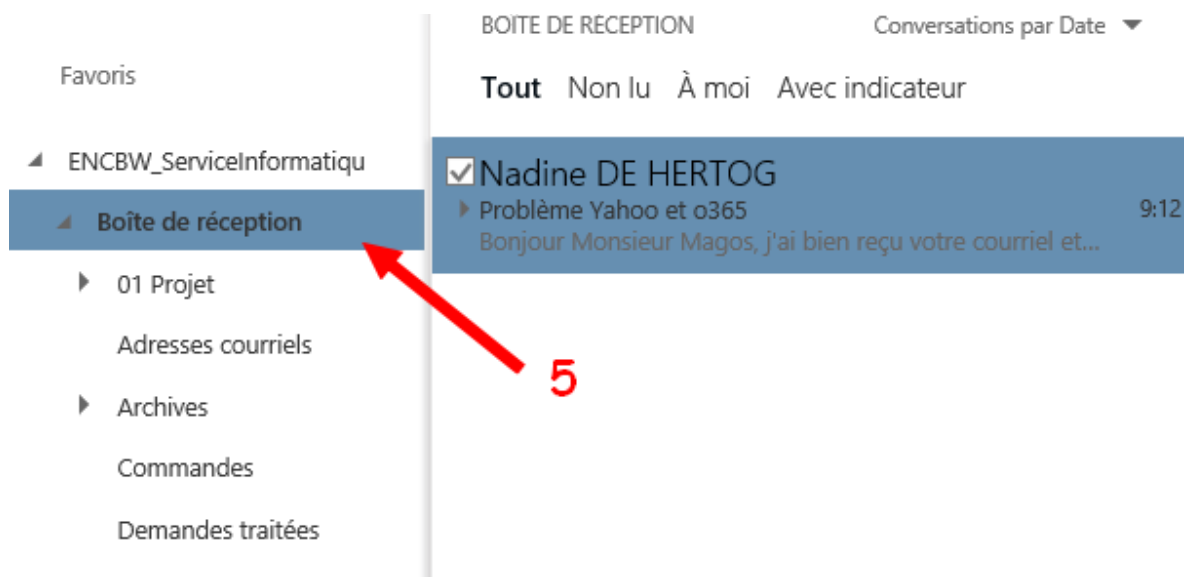 Favoris
ENCBW_ServiceInformatiqu
Boîte de réception
01 Projet
Adresses courriels
Archives
Commandes
Demandes traitées
BOÎTE DE RÉCEPTION
Conversations par Date
Tout Non lu À moi Avec indicateur
Nadine DE HERTOG
Problème Yahoo et o365 9:12
Bonjour Monsieur Magos, j'ai bien reçu votre courriel et...
5